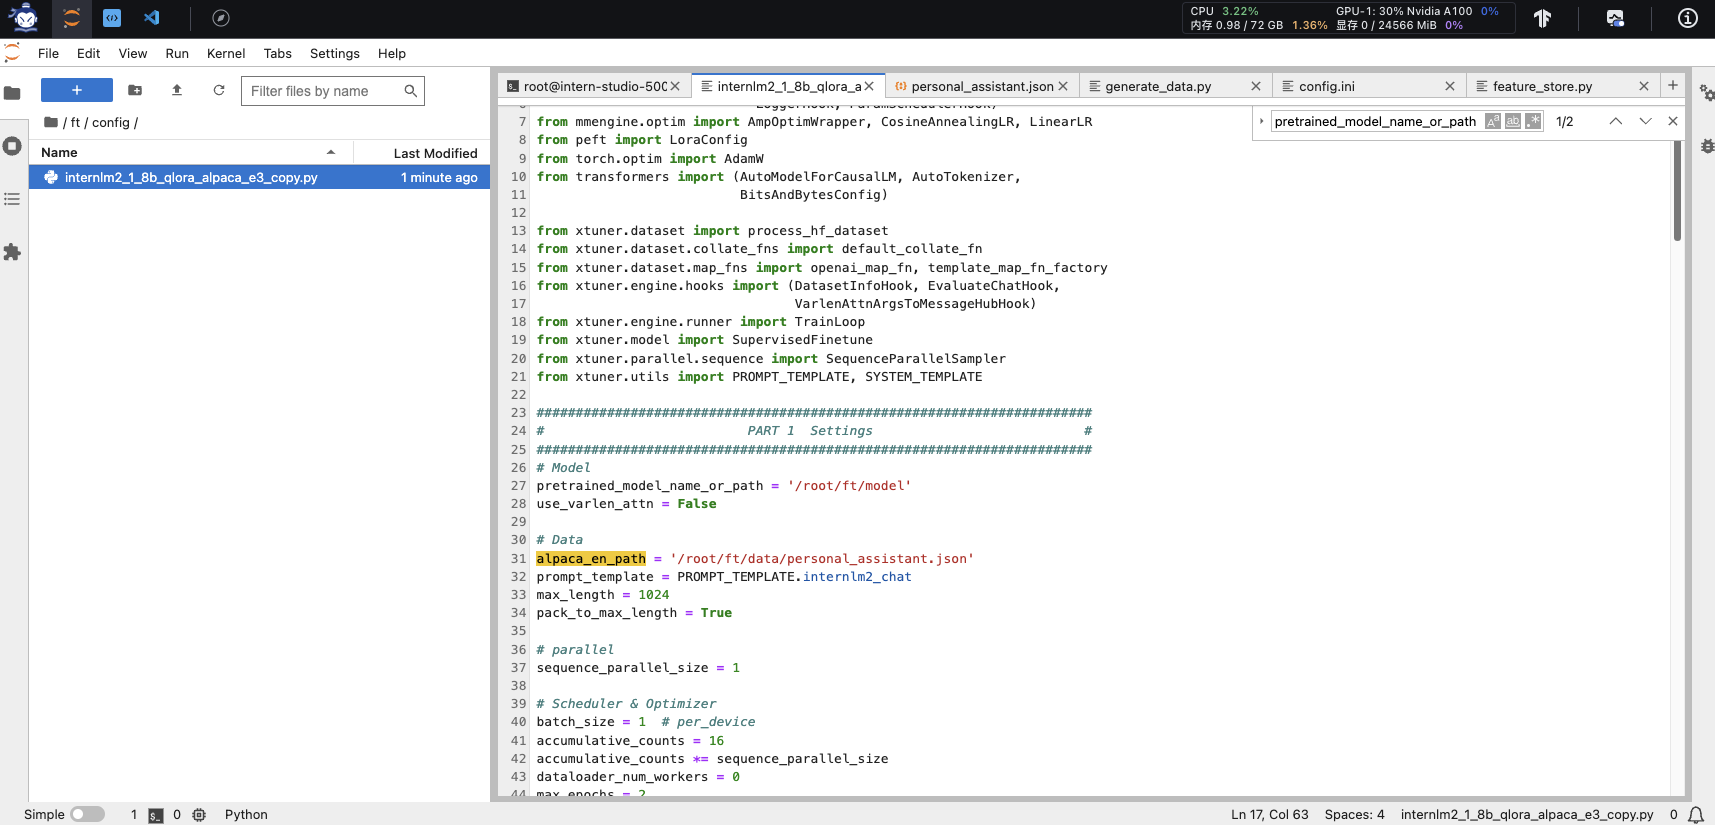 CPU 3.22% GPU-1: 30% Nvidia A100 0%
内存 0.98 / 72 GB 1.36% 显存 0 / 24566 MiB 0%
File Edit View Run Kernel Tabs Settings Help
+
Filter files by name
/ ft / config /
Name Last Modified
internlm2_1_8b_qlora_alpaca_e3_copy.py 1 minute ago
root@intern-studio-500 internlm2_1_8b_qlora_a personal_assistant.json generate_data.py config.ini feature_store.py
pretrained_model_name_or_path 1/2
LoggerHook, ParamSchedulerHook)
7 from mmengine.optim import AmpOptimWrapper, CosineAnnealingLR, LinearLR
8 from peft import LoraConfig
9 from torch.optim import AdamW
10 from transformers import (AutoModelForCausalLM, AutoTokenizer,
11 BitsAndBytesConfig)
12
13 from xtuner.dataset import process_hf_dataset
14 from xtuner.dataset.collate_fns import default_collate_fn
15 from xtuner.dataset.map_fns import openai_map_fn, template_map_fn_factory
16 from xtuner.engine.hooks import (DatasetInfoHook, EvaluateChatHook,
17 VarlenAttnArgsToMessageHubHook)
18 from xtuner.engine.runner import TrainLoop
19 from xtuner.model import SupervisedFinetune
20 from xtuner.parallel.sequence import SequenceParallelSampler
21 from xtuner.utils import PROMPT_TEMPLATE, SYSTEM_TEMPLATE
22
23 #######################################################################
24 # PART 1 Settings #
25 #######################################################################
26 # Model
27 pretrained_model_name_or_path = '/root/ft/model'
28 use_varlen_attn = False
29
30 # Data
31 alpaca_en_path = '/root/ft/data/personal_assistant.json'
32 prompt_template = PROMPT_TEMPLATE.internlm2_chat
33 max_length = 1024
34 pack_to_max_length = True
35
36 # parallel
37 sequence_parallel_size = 1
38
39 # Scheduler & Optimizer
40 batch_size = 1 # per_device
41 accumulative_counts = 16
42 accumulative_counts *= sequence_parallel_size
43 dataloader_num_workers = 0
44 max_epochs = 2
Simple 1 0 Python Ln 17, Col 63 Spaces: 4 internlm2_1_8b_qlora_alpaca_e3_copy.py 0